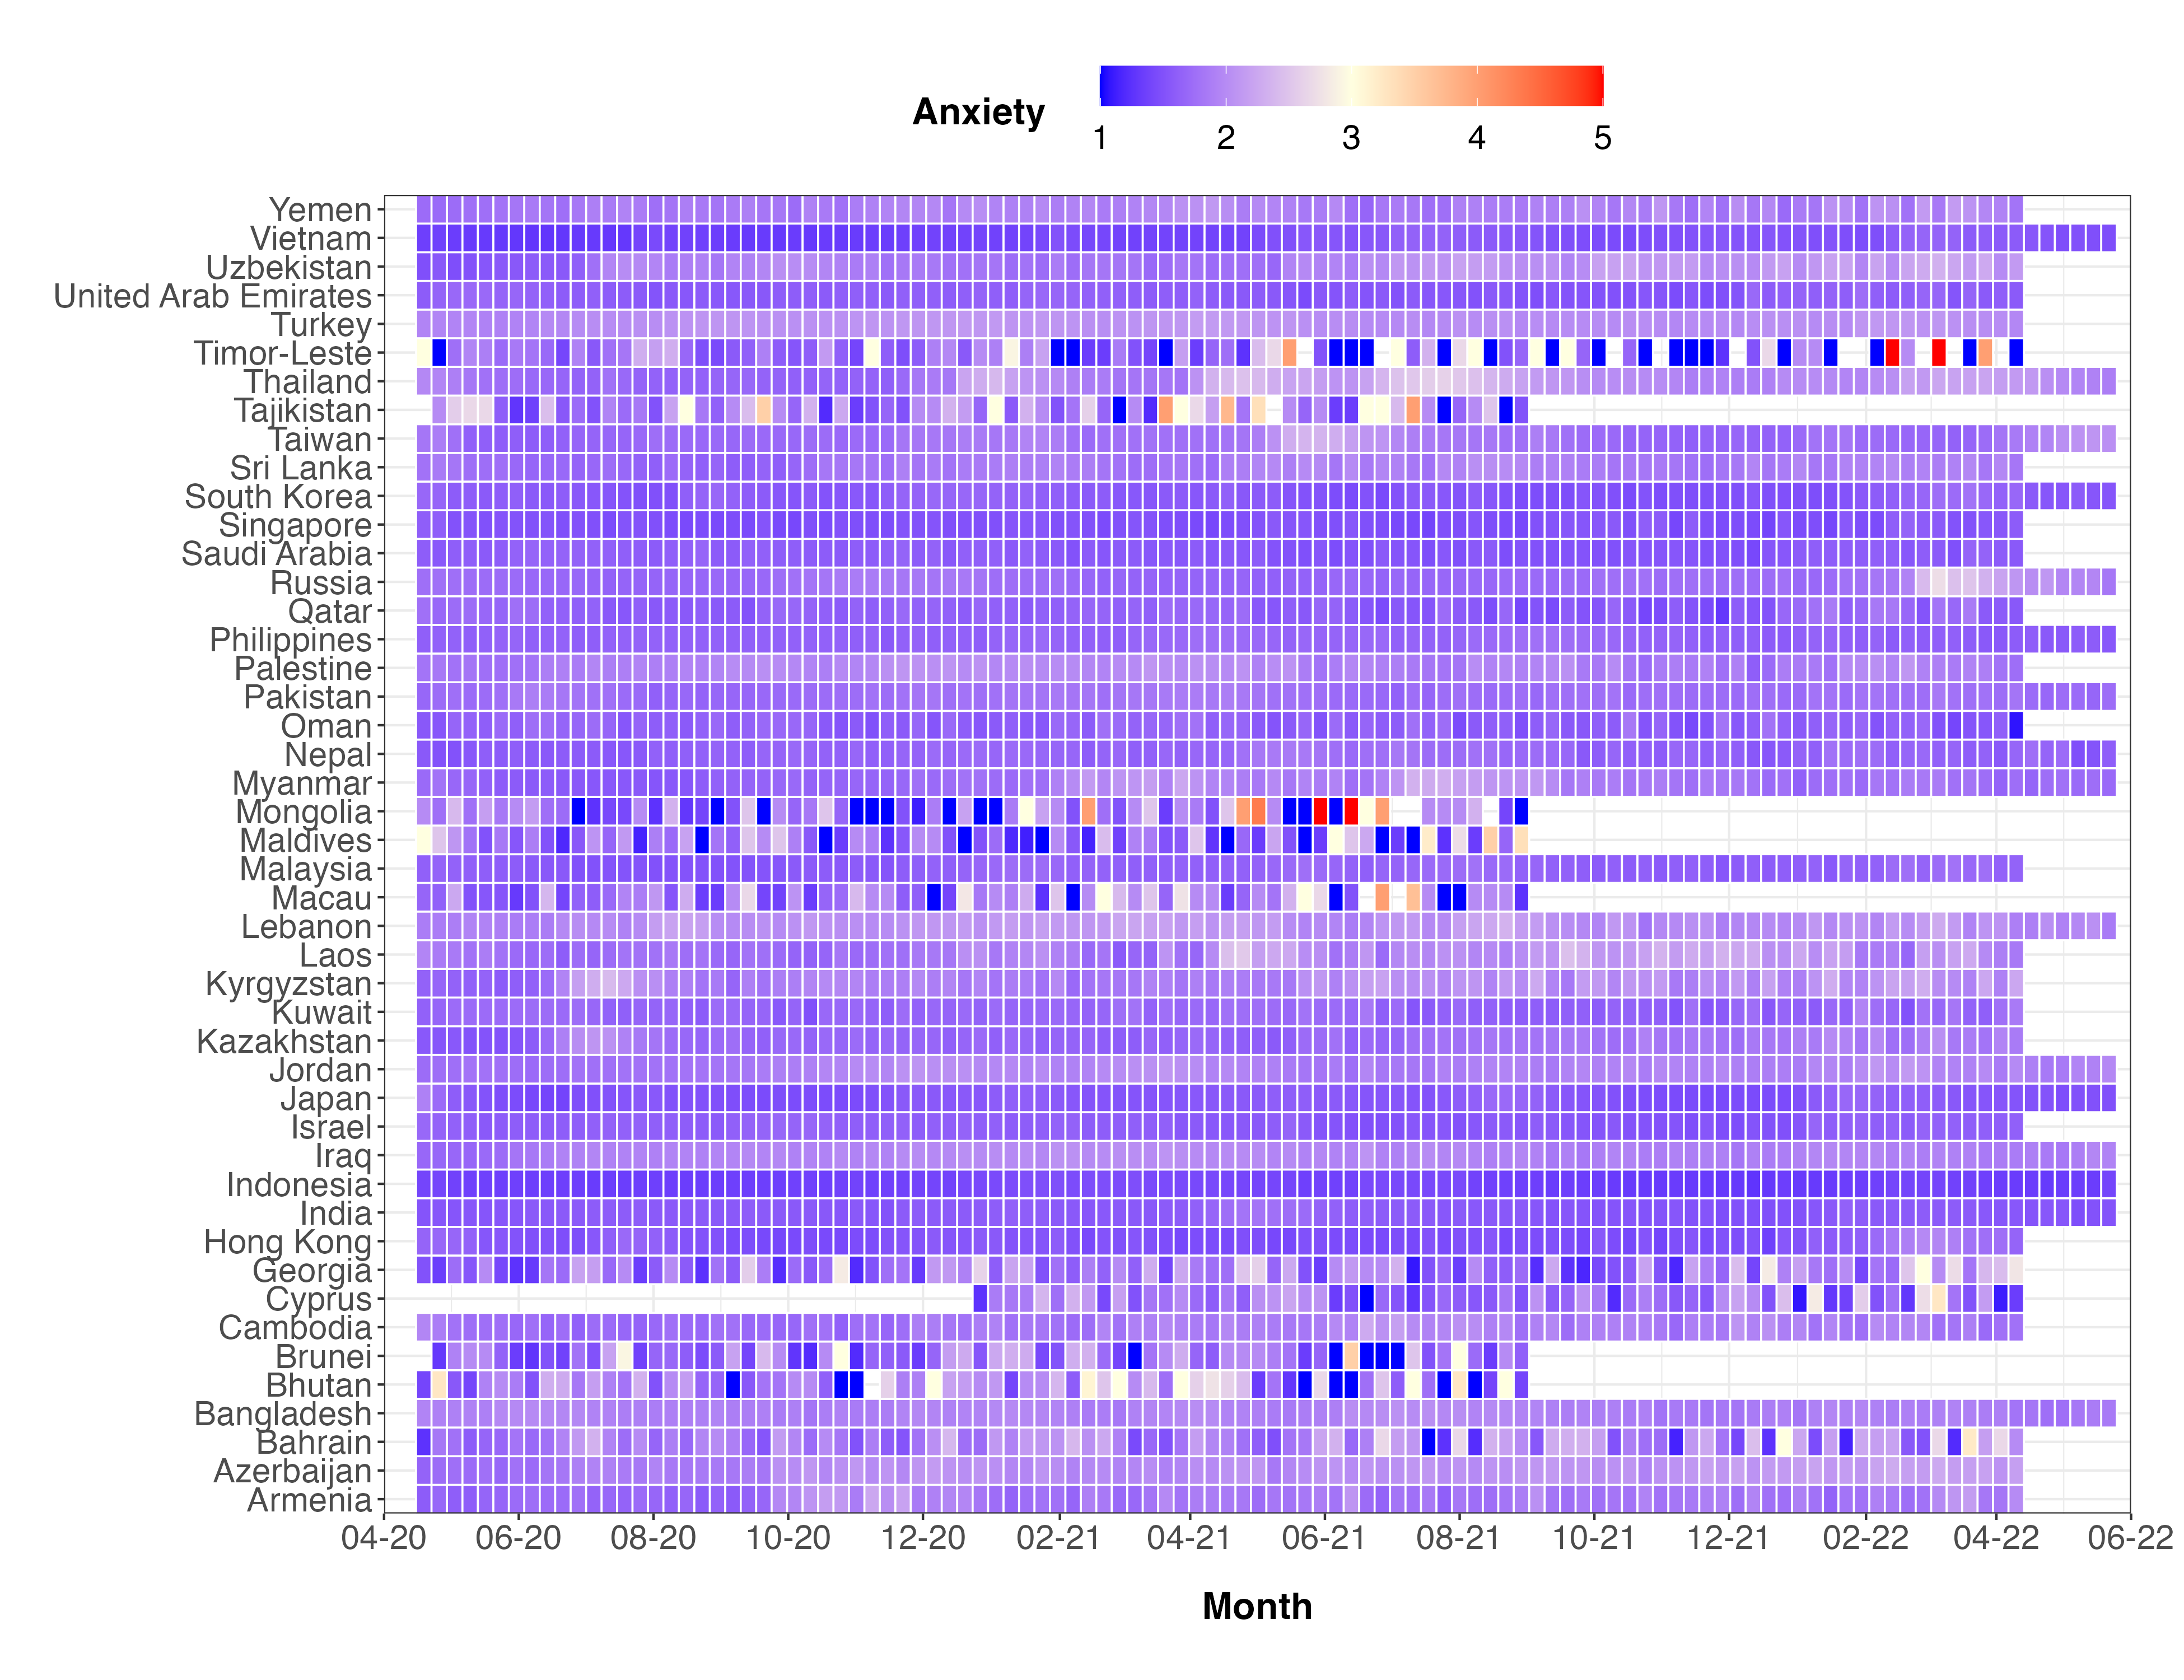 Anxiety
1 2 3 4 5
Yemen
Vietnam
Uzbekistan
United Arab Emirates
Turkey
Timor-Leste
Thailand
Tajikistan
Taiwan
Sri Lanka
South Korea
Singapore
Saudi Arabia
Russia
Qatar
Philippines
Palestine
Pakistan
Oman
Nepal
Myanmar
Mongolia
Maldives
Malaysia
Macau
Lebanon
Laos
Kyrgyzstan
Kuwait
Kazakhstan
Jordan
Japan
Israel
Iraq
Indonesia
India
Hong Kong
Georgia
Cyprus
Cambodia
Brunei
Bhutan
Bangladesh
Bahrain
Azerbaijan
Armenia
04-20 06-20 08-20 10-20 12-20 02-21 04-21 06-21 08-21 10-21 12-21 02-22 04-22 06-22
Month